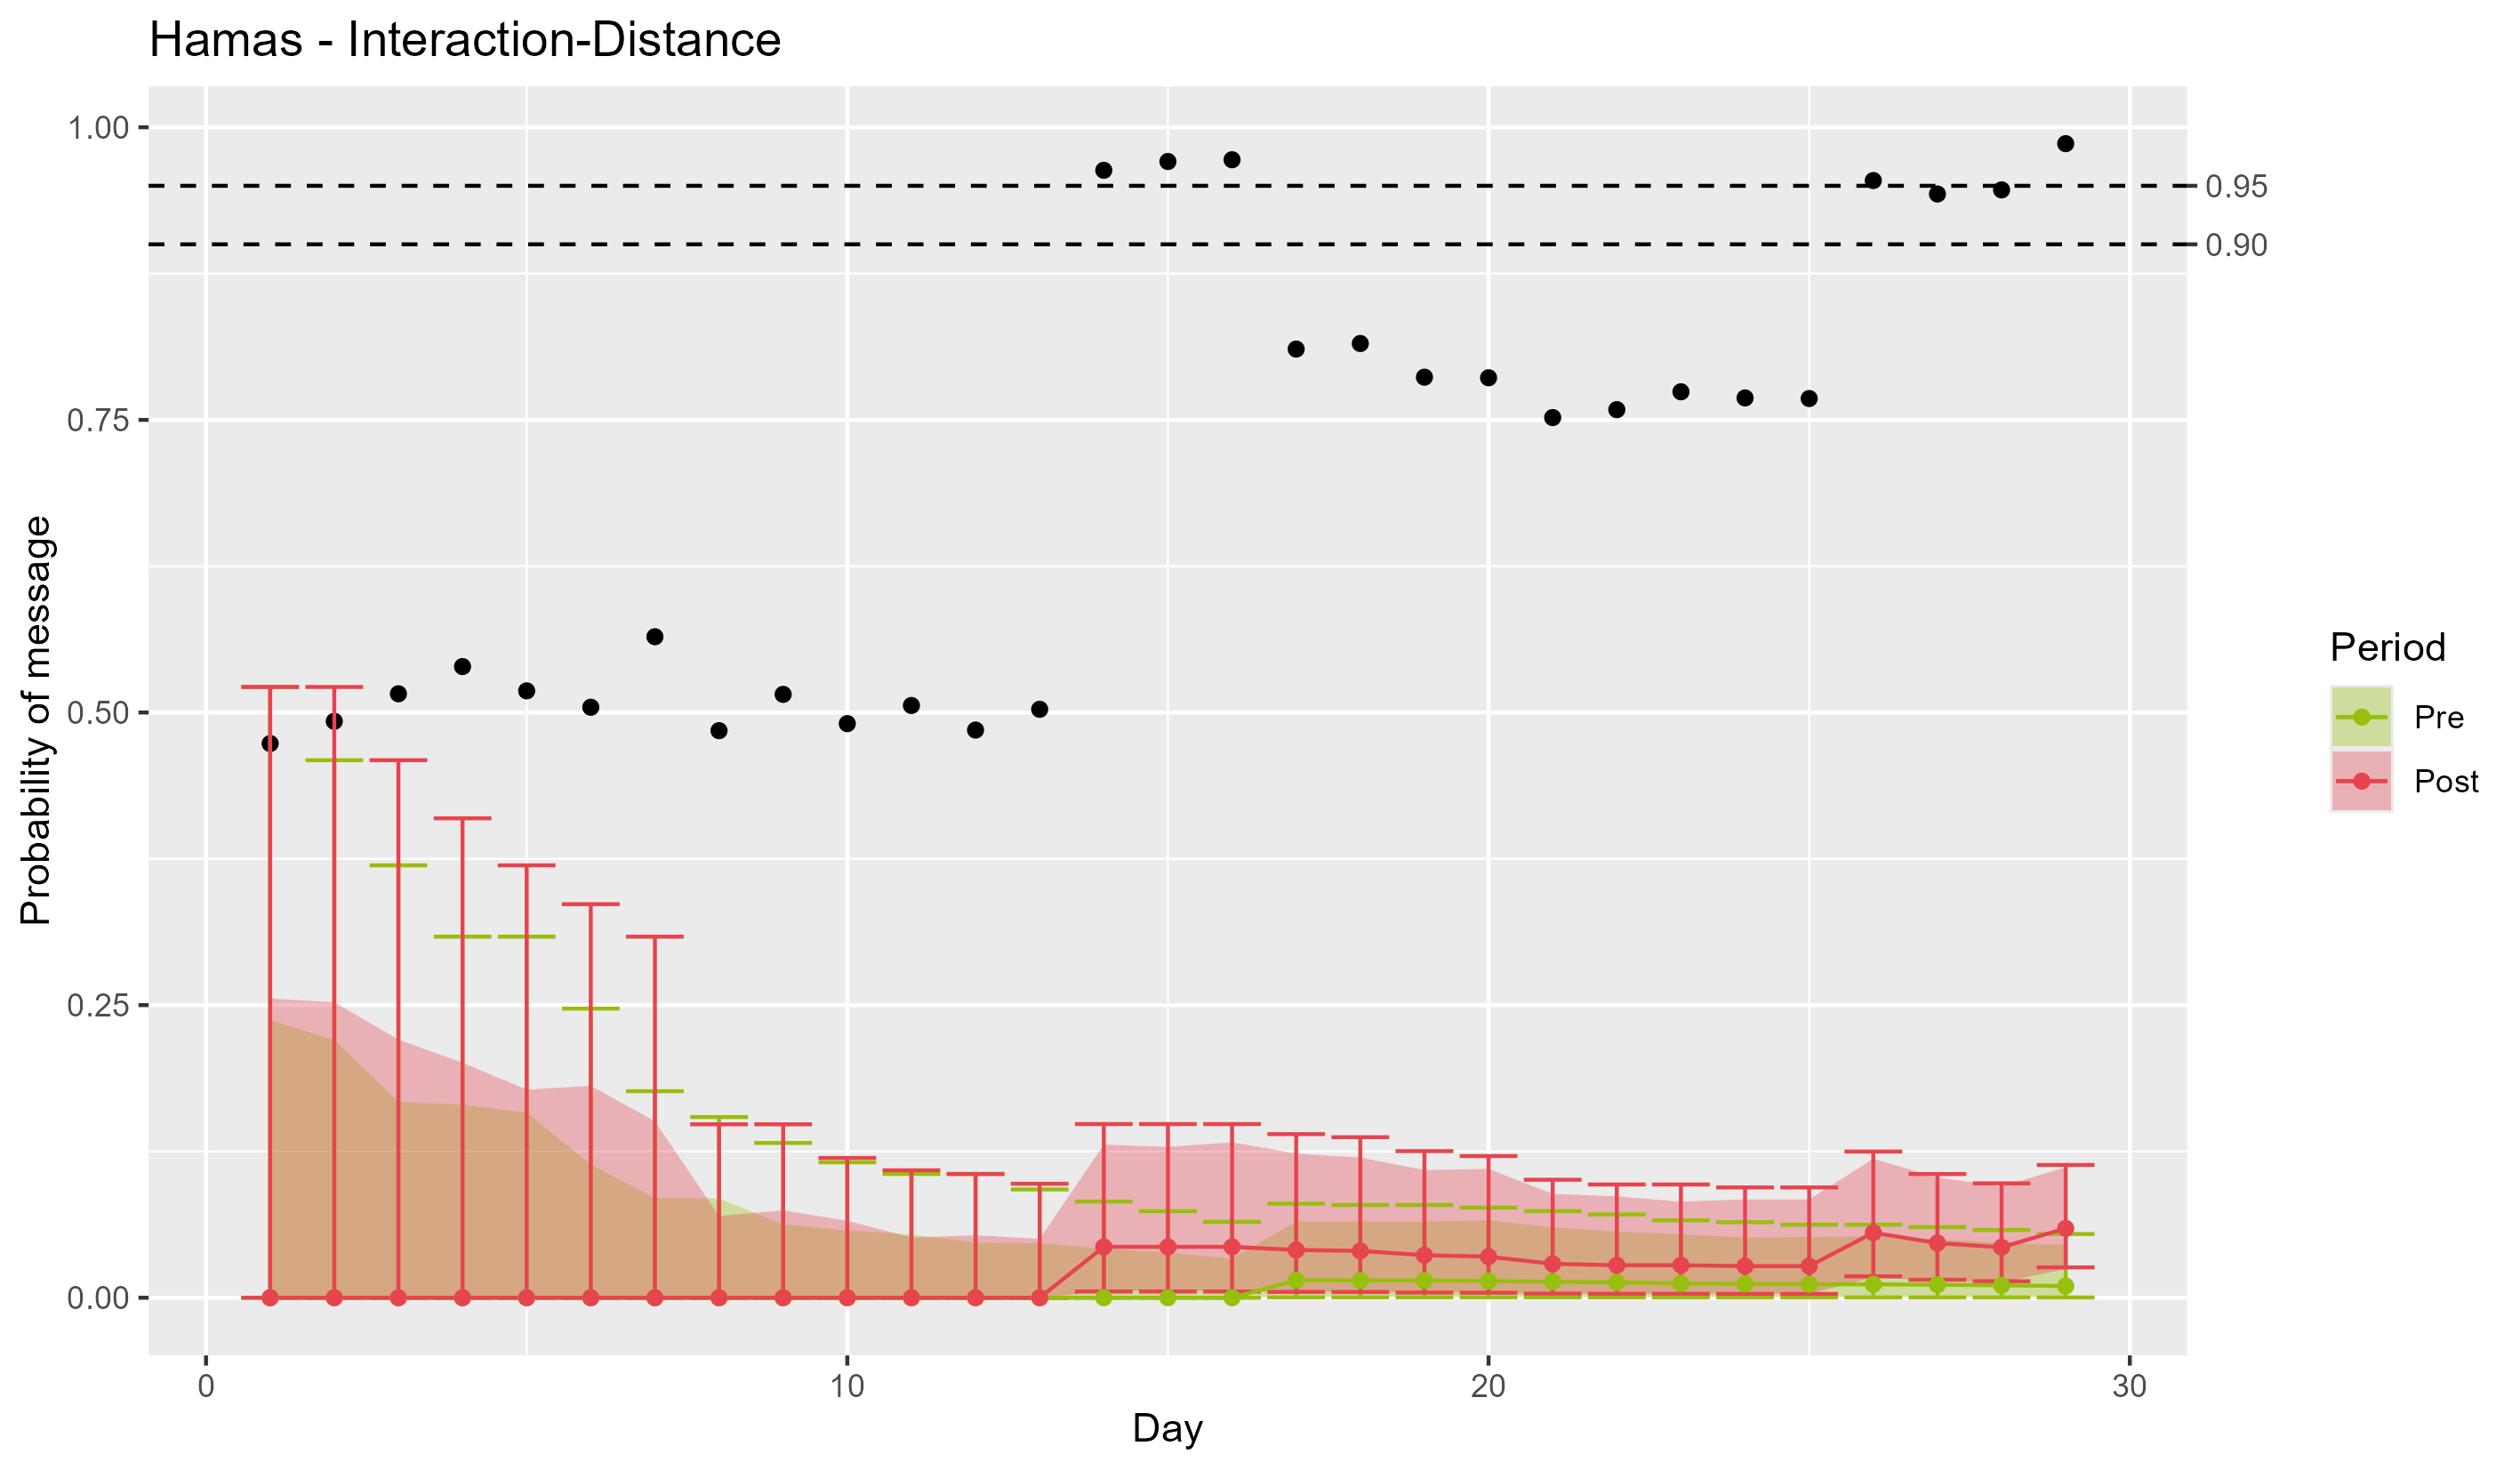 Hamas - Interaction-Distance
1.00
0.95
0.90
0.75
0.50
0.25
0.00
Probability of message
0
10
20
30
Day
Period
Pre
Post